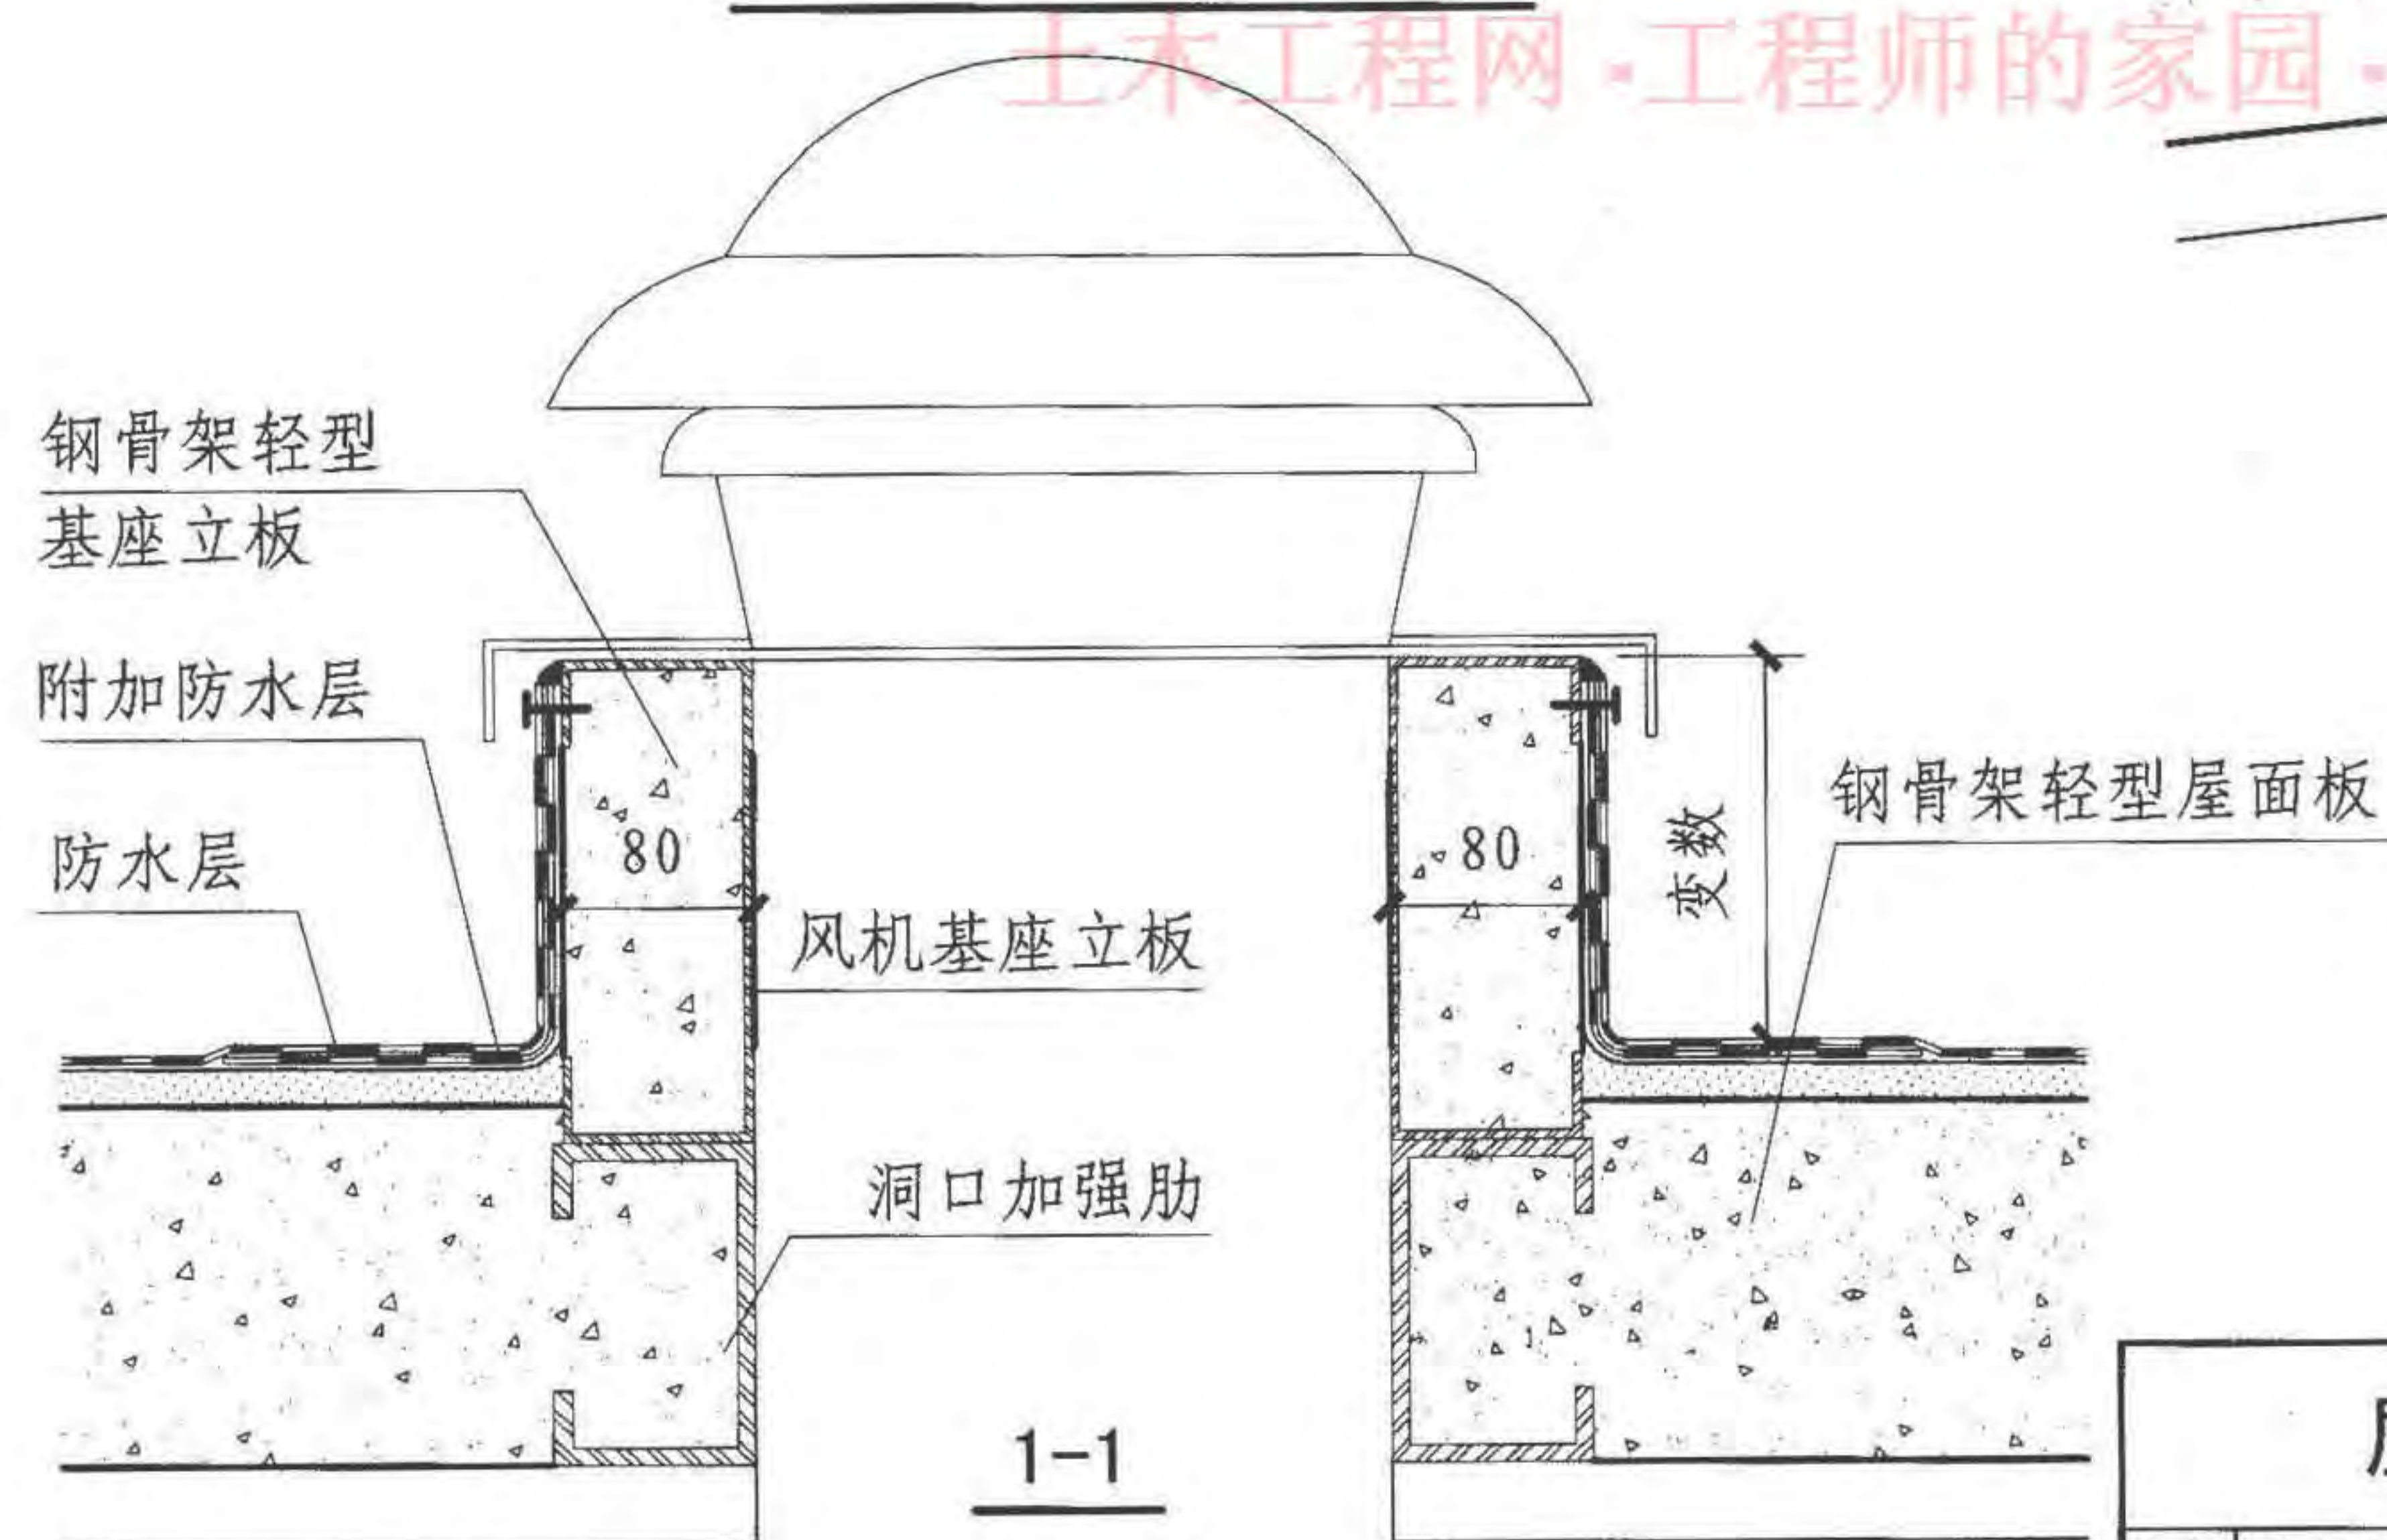 土木工程网·工程师的家园·
钢骨架轻型
基座立板
附加防水层
防水层
80
80
变数
钢骨架轻型屋面板
风机基座立板
洞口加强肋
1-1